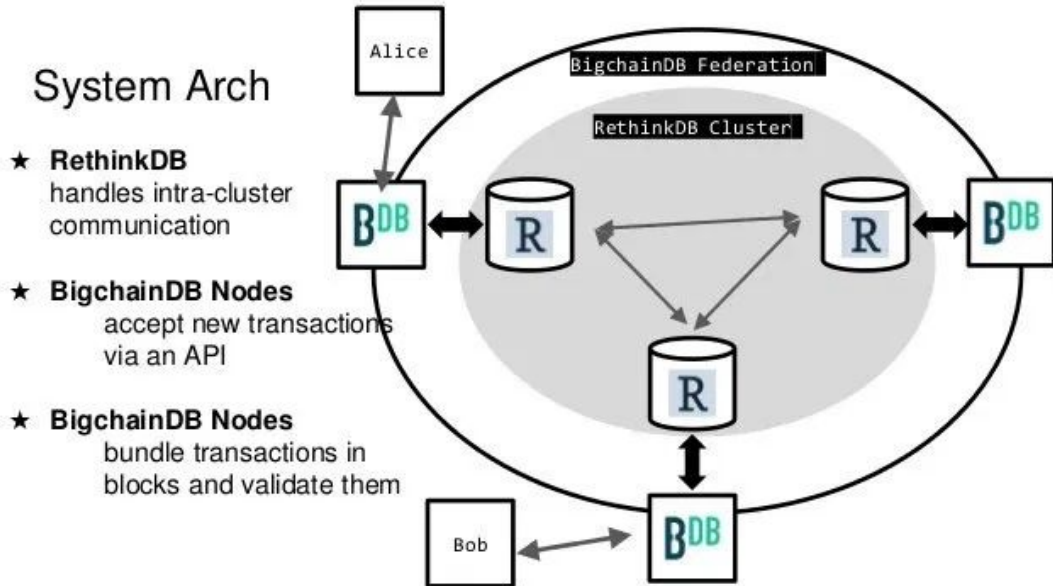 System Arch
★ RethinkDB
handles intra-cluster
communication
★ BigchainDB Nodes
accept new transactions
via an API
★ BigchainDB Nodes
bundle transactions in
blocks and validate them
Alice
BigchainDB Federation
RethinkDB Cluster
BDB
R
R
BDB
R
BDB
Bob